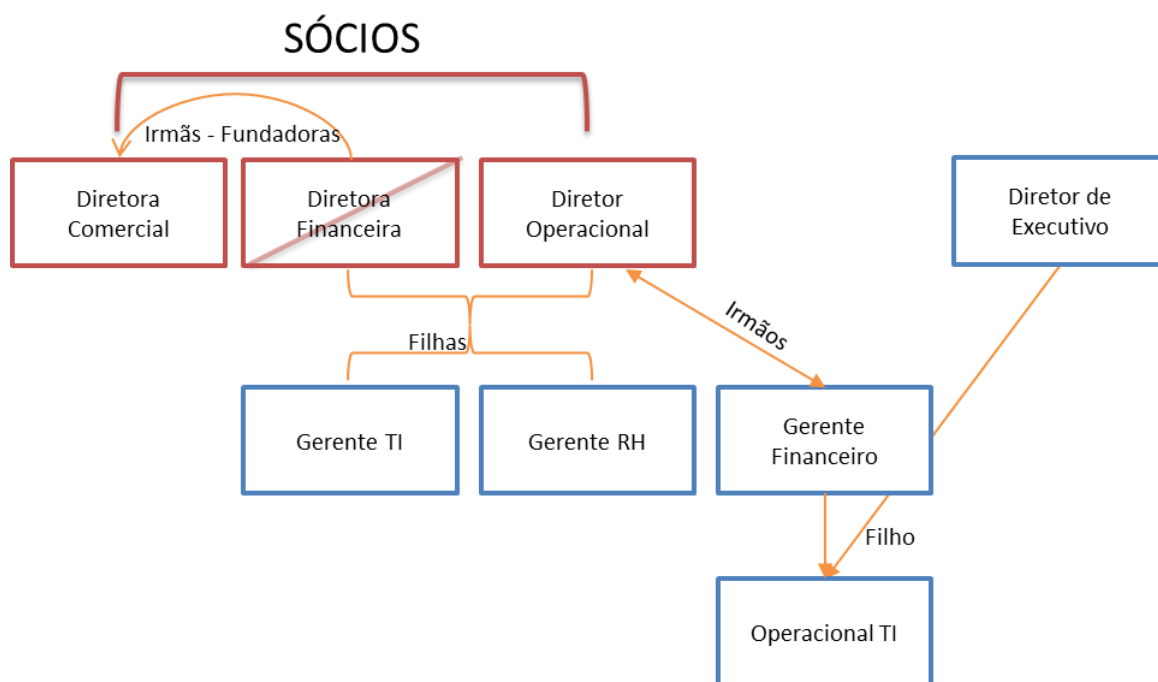 SÓCIOS
Irmãs - Fundadoras
Diretora
Comercial
Diretora
Financeira
Diretor
Operacional
Diretor de
Executivo
Irmãos
Filhas
Gerente TI
Gerente RH
Gerente
Financeiro
Filho
Operacional TI